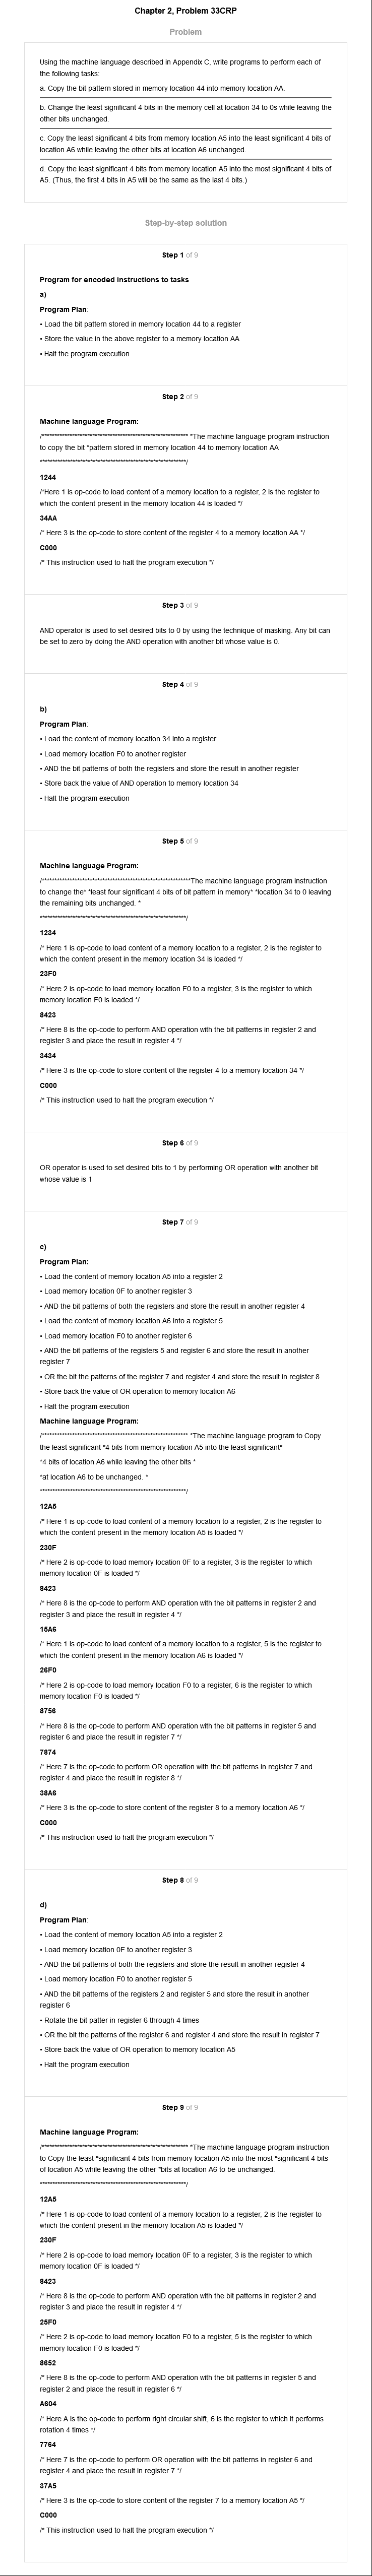 Chapter 2, Problem 33CRP
Problem
Using the machine language described in Appendix C, write programs to perform each of
the following tasks:
a. Copy the bit pattern stored in memory location 44 into memory location AA.
b. Change the least significant 4 bits in the memory cell at location 34 to 0s while leaving the
other bits unchanged.
c. Copy the least significant 4 bits from memory location A5 into the least significant 4 bits of
location A6 while leaving the other bits at location A6 unchanged.
d. Copy the least significant 4 bits from memory location A5 into the most significant 4 bits of
A5. (Thus, the first 4 bits in A5 will be the same as the last 4 bits.)
Step-by-step solution
Step 1 of 9
Program for encoded instructions to tasks
a)
Program Plan:
• Load the bit pattern stored in memory location 44 to a register
• Store the value in the above register to a memory location AA
• Halt the program execution
Step 2 of 9
Machine language Program:
/********************************************************** *The machine language program instruction
to copy the bit *pattern stored in memory location 44 to memory location AA
**********************************************************/
1244
/*Here 1 is op-code to load content of a memory location to a register, 2 is the register to
which the content present in the memory location 44 is loaded */
34AA
/* Here 3 is the op-code to store content of the register 4 to a memory location AA */
C000
/* This instruction used to halt the program execution */
Step 3 of 9
AND operator is used to set desired bits to 0 by using the technique of masking. Any bit can
be set to zero by doing the AND operation with another bit whose value is 0.
Step 4 of 9
b)
Program Plan:
• Load the content of memory location 34 into a register
• Load memory location F0 to another register
• AND the bit patterns of both the registers and store the result in another register
• Store back the value of AND operation to memory location 34
• Halt the program execution
Step 5 of 9
Machine language Program:
/***********************************************************The machine language program instruction
to change the* *least four significant 4 bits of bit pattern in memory* *location 34 to 0 leaving
the remaining bits unchanged. *
**********************************************************/
1234
/* Here 1 is op-code to load content of a memory location to a register, 2 is the register to
which the content present in the memory location 34 is loaded */
23F0
/* Here 2 is op-code to load memory location F0 to a register, 3 is the register to which
memory location F0 is loaded */
8423
/* Here 8 is the op-code to perform AND operation with the bit patterns in register 2 and
register 3 and place the result in register 4 */
3434
/* Here 3 is the op-code to store content of the register 4 to a memory location 34 */
C000
/* This instruction used to halt the program execution */
Step 6 of 9
OR operator is used to set desired bits to 1 by performing OR operation with another bit
whose value is 1
Step 7 of 9
c)
Program Plan:
• Load the content of memory location A5 into a register 2
• Load memory location 0F to another register 3
• AND the bit patterns of both the registers and store the result in another register 4
• Load the content of memory location A6 into a register 5
• Load memory location F0 to another register 6
• AND the bit patterns of the registers 5 and register 6 and store the result in another
register 7
• OR the bit the patterns of the register 7 and register 4 and store the result in register 8
• Store back the value of OR operation to memory location A6
• Halt the program execution
Machine language Program:
/********************************************************** *The machine language program to Copy
the least significant *4 bits from memory location A5 into the least significant*
*4 bits of location A6 while leaving the other bits *
*at location A6 to be unchanged. *
**********************************************************/
12A5
/* Here 1 is op-code to load content of a memory location to a register, 2 is the register to
which the content present in the memory location A5 is loaded */
230F
/* Here 2 is op-code to load memory location 0F to a register, 3 is the register to which
memory location 0F is loaded */
8423
/* Here 8 is the op-code to perform AND operation with the bit patterns in register 2 and
register 3 and place the result in register 4 */
15A6
/* Here 1 is op-code to load content of a memory location to a register, 5 is the register to
which the content present in the memory location A6 is loaded */
26F0
/* Here 2 is op-code to load memory location F0 to a register, 6 is the register to which
memory location F0 is loaded */
8756
/* Here 8 is the op-code to perform AND operation with the bit patterns in register 5 and
register 6 and place the result in register 7 */
7874
/* Here 7 is the op-code to perform OR operation with the bit patterns in register 7 and
register 4 and place the result in register 8 */
38A6
/* Here 3 is the op-code to store content of the register 8 to a memory location A6 */
C000
/* This instruction used to halt the program execution */
Step 8 of 9
d)
Program Plan:
• Load the content of memory location A5 into a register 2
• Load memory location 0F to another register 3
• AND the bit patterns of both the registers and store the result in another register 4
• Load memory location F0 to another register 5
• AND the bit patterns of the registers 2 and register 5 and store the result in another
register 6
• Rotate the bit patter in register 6 through 4 times
• OR the bit the patterns of the register 6 and register 4 and store the result in register 7
• Store back the value of OR operation to memory location A5
• Halt the program execution
Step 9 of 9
Machine language Program:
/********************************************************** *The machine language program instruction
to Copy the least *significant 4 bits from memory location A5 into the most *significant 4 bits
of location A5 while leaving the other *bits at location A6 to be unchanged.
**********************************************************/
12A5
/* Here 1 is op-code to load content of a memory location to a register, 2 is the register to
which the content present in the memory location A5 is loaded */
230F
/* Here 2 is op-code to load memory location 0F to a register, 3 is the register to which
memory location 0F is loaded */
8423
/* Here 8 is the op-code to perform AND operation with the bit patterns in register 2 and
register 3 and place the result in register 4 */
25F0
/* Here 2 is op-code to load memory location F0 to a register, 5 is the register to which
memory location F0 is loaded */
8652
/* Here 8 is the op-code to perform AND operation with the bit patterns in register 5 and
register 2 and place the result in register 6 */
A604
/* Here A is the op-code to perform right circular shift, 6 is the register to which it performs
rotation 4 times */
7764
/* Here 7 is the op-code to perform OR operation with the bit patterns in register 6 and
register 4 and place the result in register 7 */
37A5
/* Here 3 is the op-code to store content of the register 7 to a memory location A5 */
C000
/* This instruction used to halt the program execution */